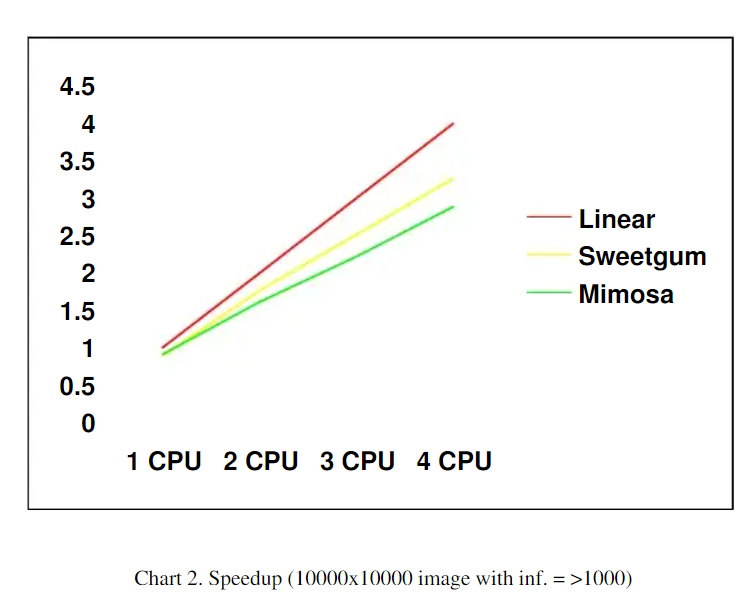 4.5
4
3.5
3
2.5
2
1.5
1
0.5
0
1 CPU 2 CPU 3 CPU 4 CPU
Linear
Sweetgum
Mimosa
Chart 2. Speedup (10000x10000 image with inf. = >1000)